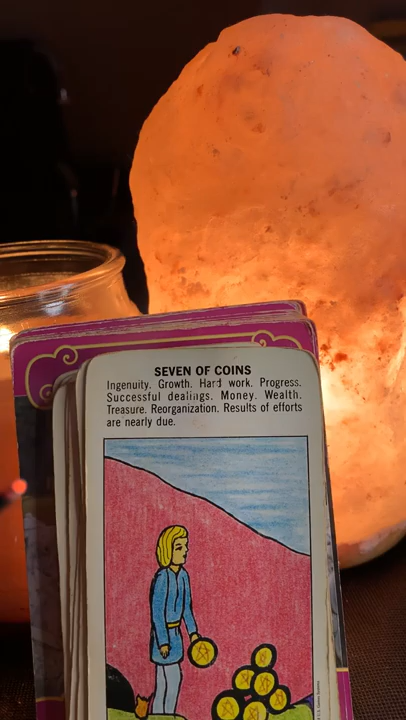 SEVEN OF COINS
Ingenuity. Growth. Hard work. Progress.
Successful dealings. Money. Wealth.
Treasure. Reorganization. Results of efforts
are nearly due.